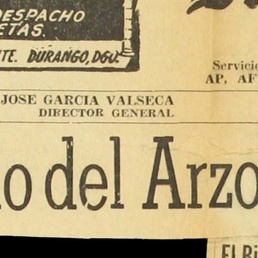 DESPACHO
ETAS.
TE. DURANGO, DGO.
Servicio
AP, AF
JOSE GARCIA VALSECA
DIRECTOR GENERAL
o del Arzo
El Bi